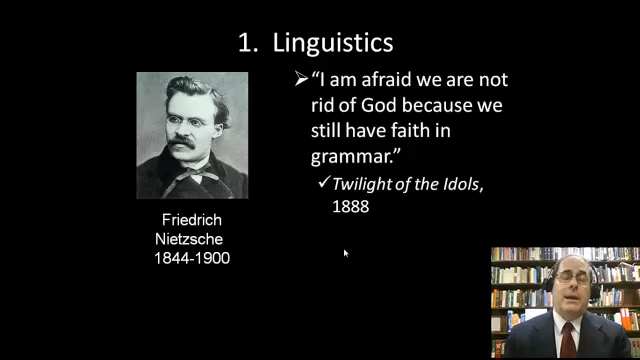 1. Linguistics
➢“I am afraid we are not
rid of God because we
still have faith in
grammar.”
✓Twilight of the Idols,
1888
Friedrich
Nietzsche
1844-1900